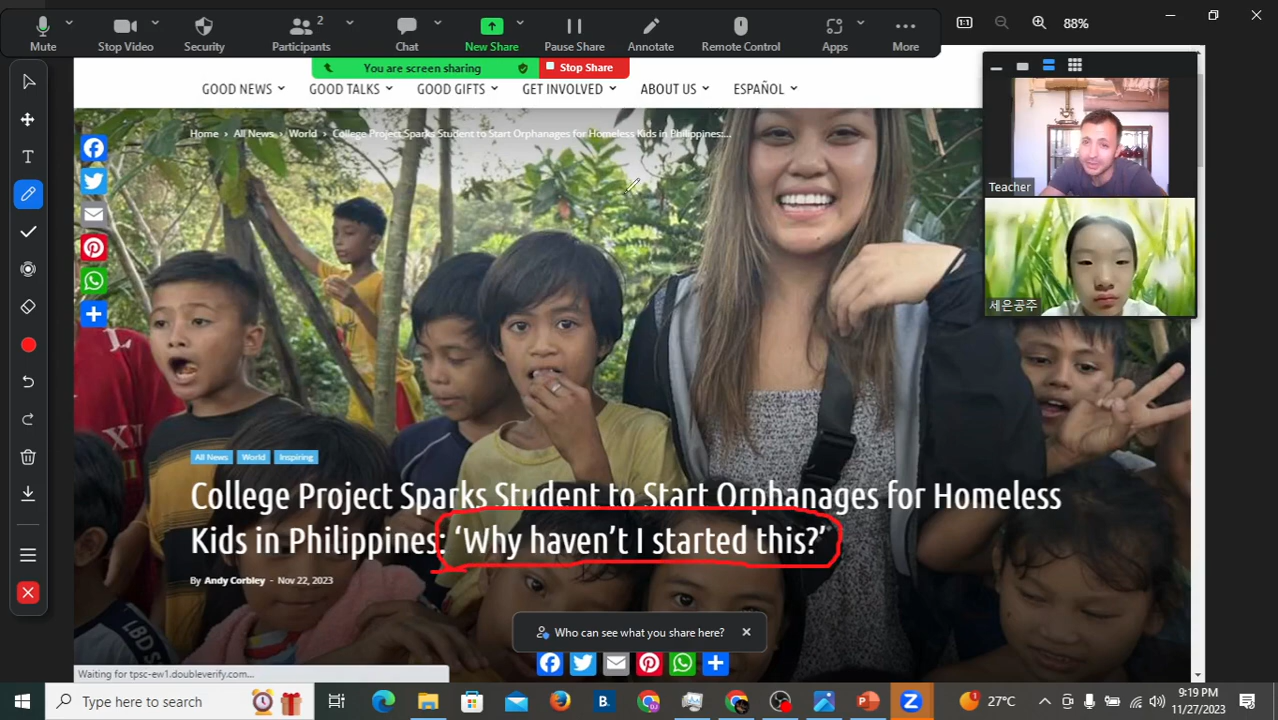 88%
Mute
Stop Video
Security
Participants
2
Chat
New Share
Pause Share
Annotate
Remote Control
Apps
More
You are screen sharing
Stop Share
GOOD NEWS
GOOD TALKS
GOOD GIFTS
GET INVOLVED
ABOUT US
ESPAÑOL
Home › All News › World › College Project Sparks Student to Start Orphanages for Homeless Kids in Philippines:...
Teacher
세은공주
All News
World
Inspiring
College Project Sparks Student to Start Orphanages for Homeless
Kids in Philippines: ‘Why haven’t I started this?’
By Andy Corbley - Nov 22, 2023
LBDS
Who can see what you share here?
Waiting for tpsc-ew1.doubleverify.com...
Type here to search
B.
1
27°C
9:19 PM
11/27/2023